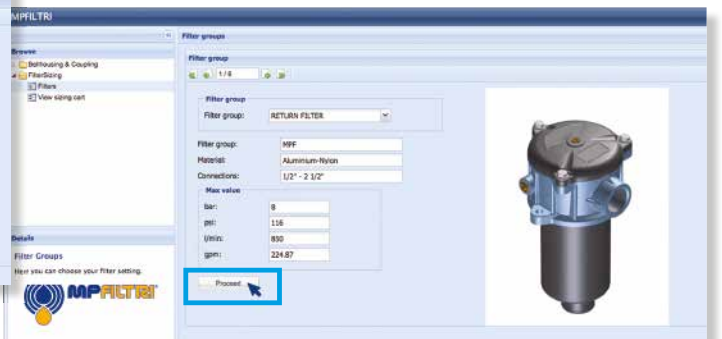 MPFILTRI
Filter groups
Browse
Bellhousing & Coupling
FilterSizing
Filters
View sizing cart
Filter group
1/6
Filter group
Filter group: RETURN FILTER
Filter group: MPF
Material: Aluminium-Nylon
Connections: 1/2" - 2 1/2"
Max value
bar: 8
psi: 116
l/min: 850
gpm: 224.87
Proceed
Details
Filter Groups
Here you can choose your filter setting.
MPFILTRI